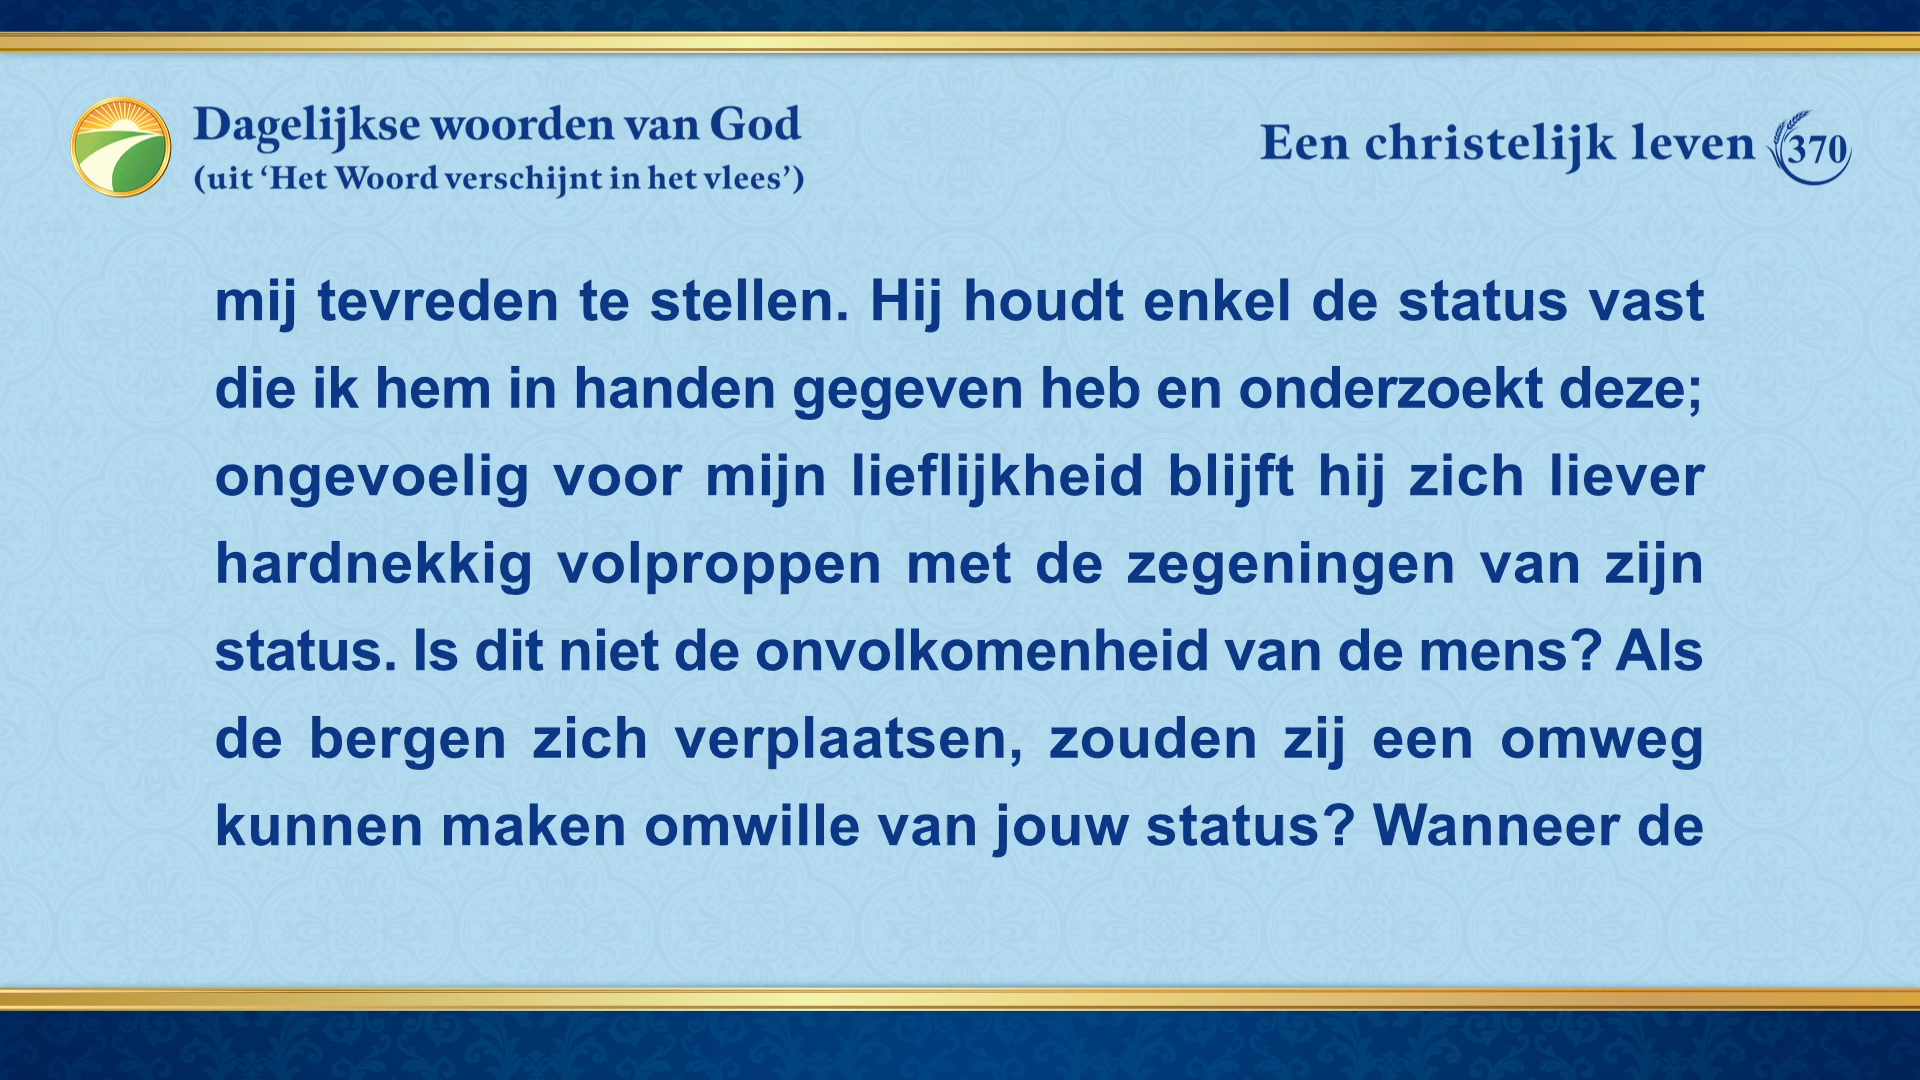 Dagelijkse woorden van God
(uit ‘Het Woord verschijnt in het vlees’)
Een christelijk leven 370
mij tevreden te stellen. Hij houdt enkel de status vast
die ik hem in handen gegeven heb en onderzoekt deze;
ongevoelig voor mijn lieflijkheid blijft hij zich liever
hardnekkig volproppen met de zegeningen van zijn
status. Is dit niet de onvolkomenheid van de mens? Als
de bergen zich verplaatsen, zouden zij een omweg
kunnen maken omwille van jouw status? Wanneer de